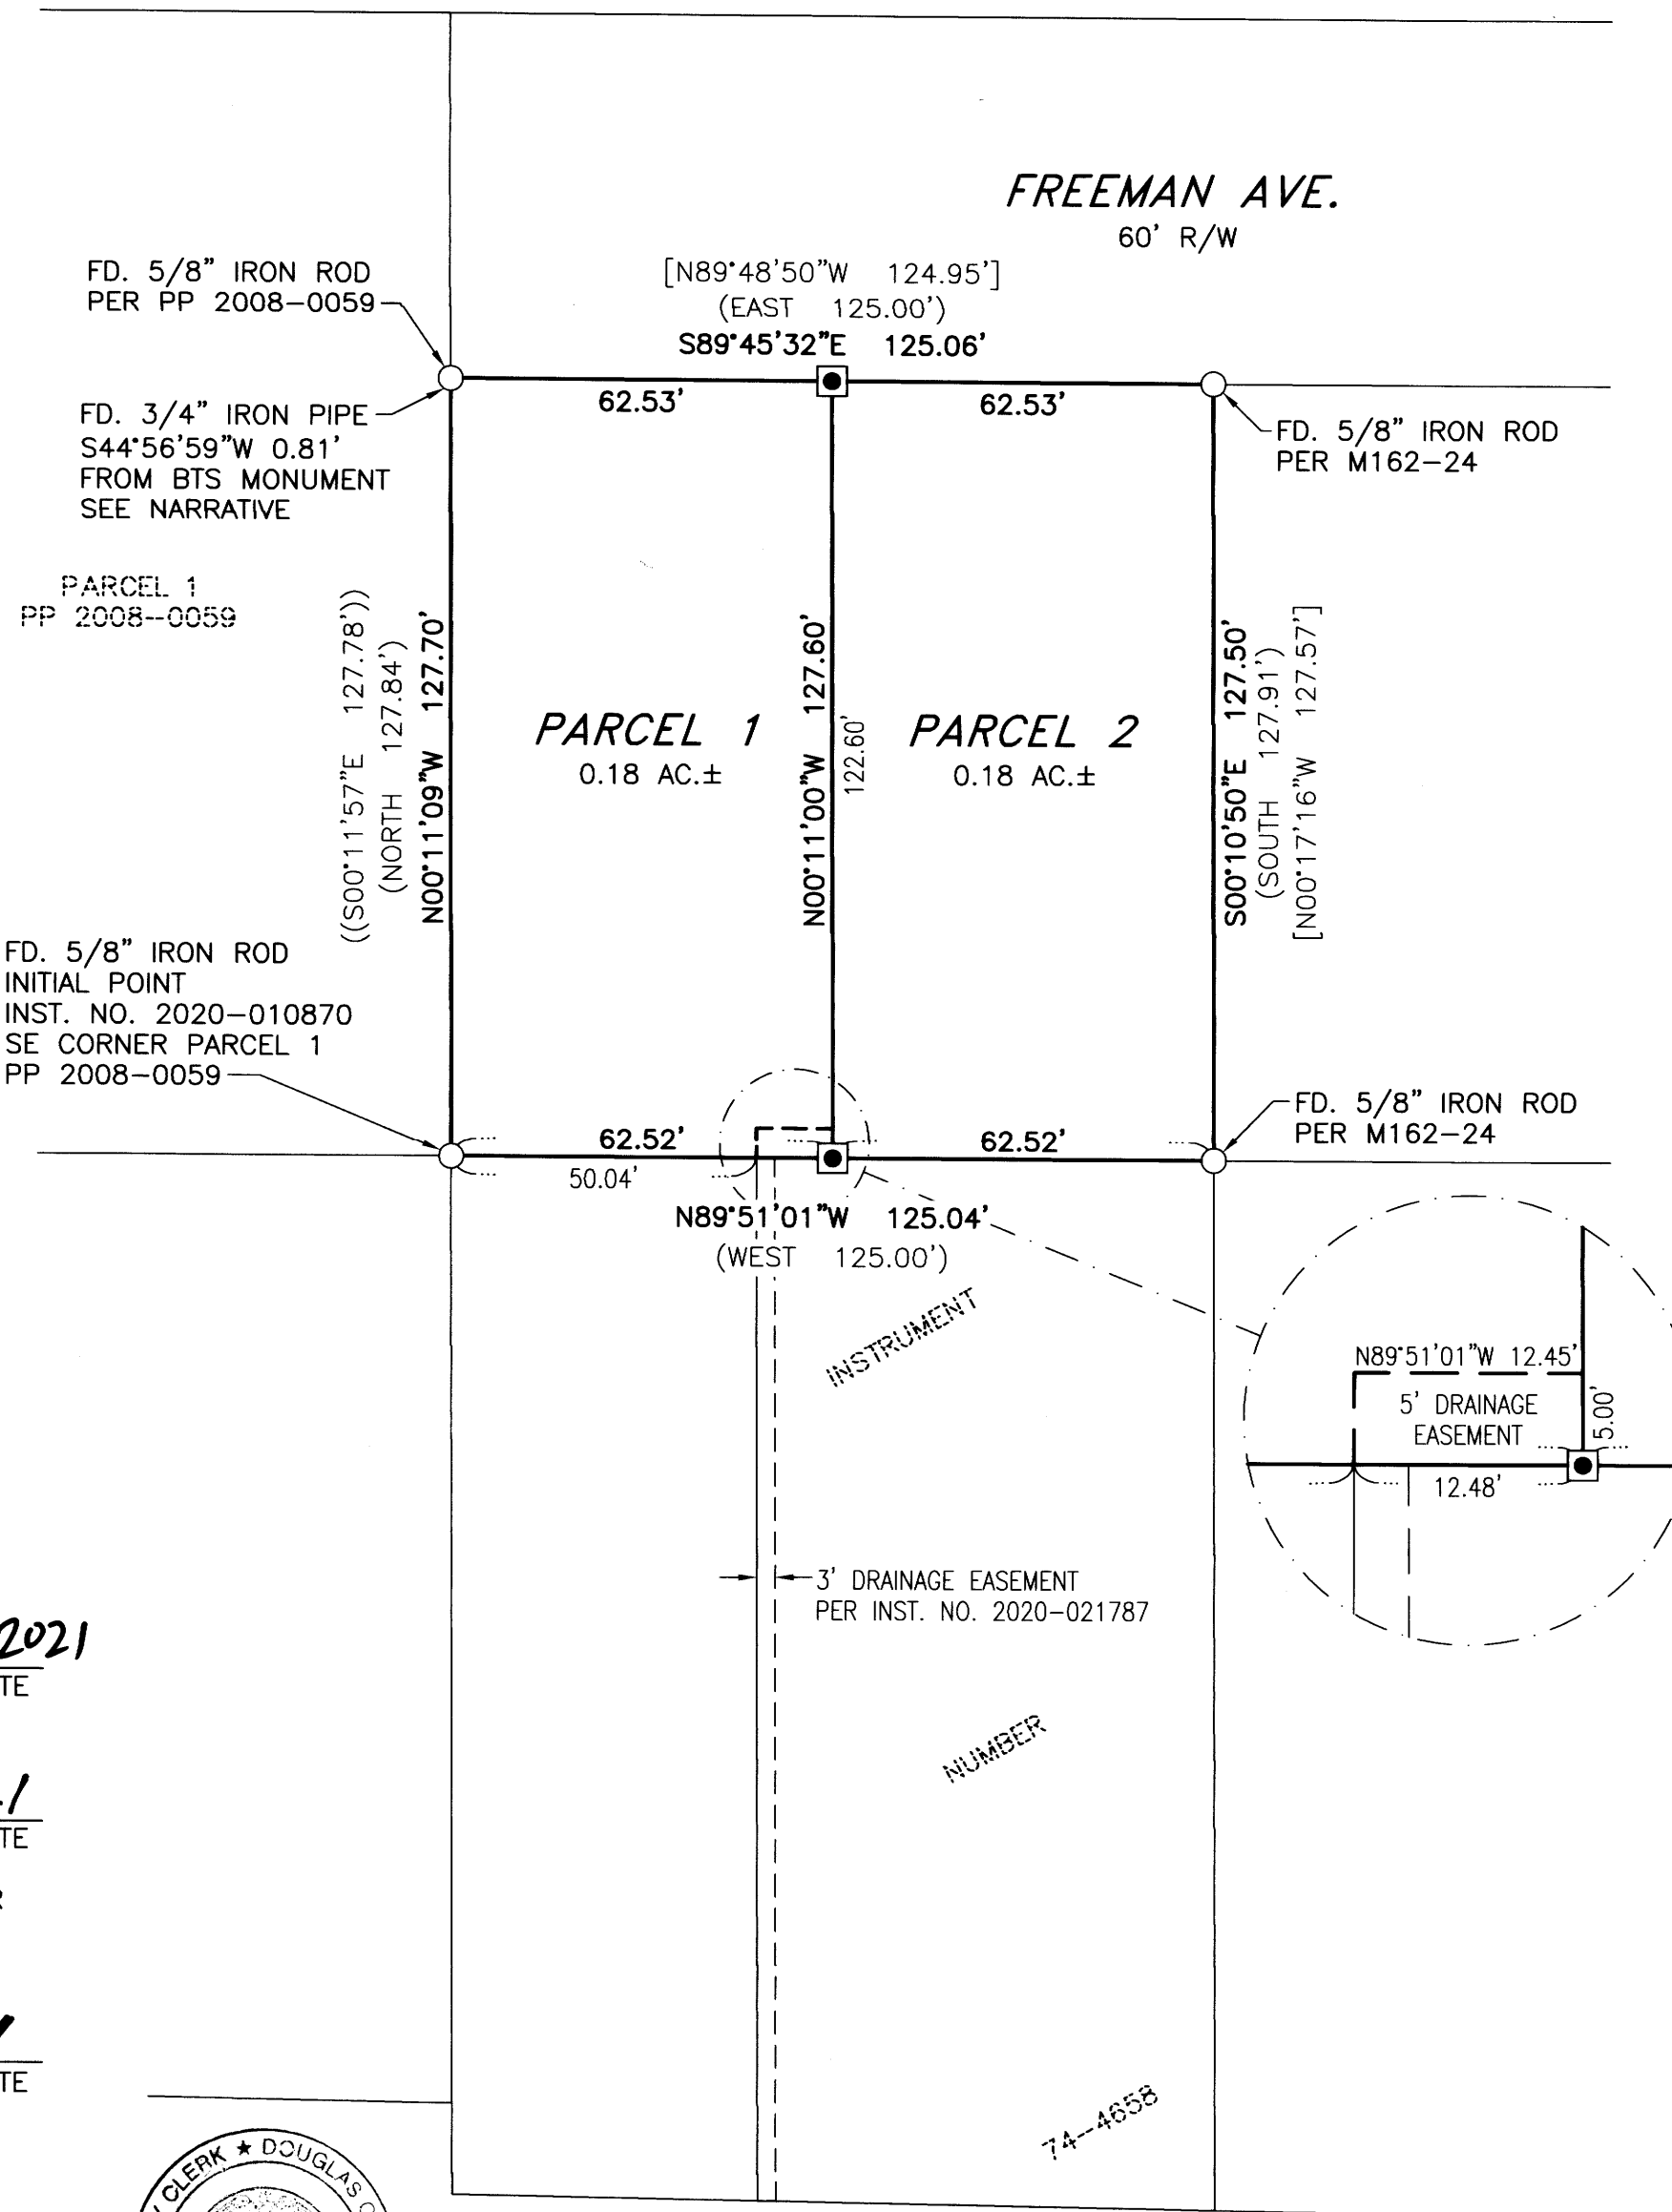 FREEMAN AVE.
60' R/W
FD. 5/8" IRON ROD
PER PP 2008-0059
[N89°48'50"W 124.95']
(EAST 125.00')
S89°45'32"E 125.06'
62.53'
62.53'
FD. 3/4" IRON PIPE
S44°56'59"W 0.81'
FROM BTS MONUMENT
SEE NARRATIVE
FD. 5/8" IRON ROD
PER M162-24
PARCEL 1
PP 2008--0059
((S00°11'57"E 127.78'))
(NORTH 127.84')
N00°11'09"W 127.70'
PARCEL 1
0.18 AC.±
N00°11'00"W 127.60'
122.60'
PARCEL 2
0.18 AC.±
S00°10'50"E 127.50'
(SOUTH 127.91')
[N00°17'16"W 127.57']
FD. 5/8" IRON ROD
INITIAL POINT
INST. NO. 2020-010870
SE CORNER PARCEL 1
PP 2008-0059
FD. 5/8" IRON ROD
PER M162-24
62.52'
62.52'
50.04'
N89°51'01"W 125.04'
(WEST 125.00')
INSTRUMENT
N89°51'01"W 12.45'
5' DRAINAGE
EASEMENT
5.00'
12.48'
3' DRAINAGE EASEMENT
PER INST. NO. 2020-021787
2021
TE
NUMBER
TE
TE
74--4658
CLERK ★ DOUGLAS